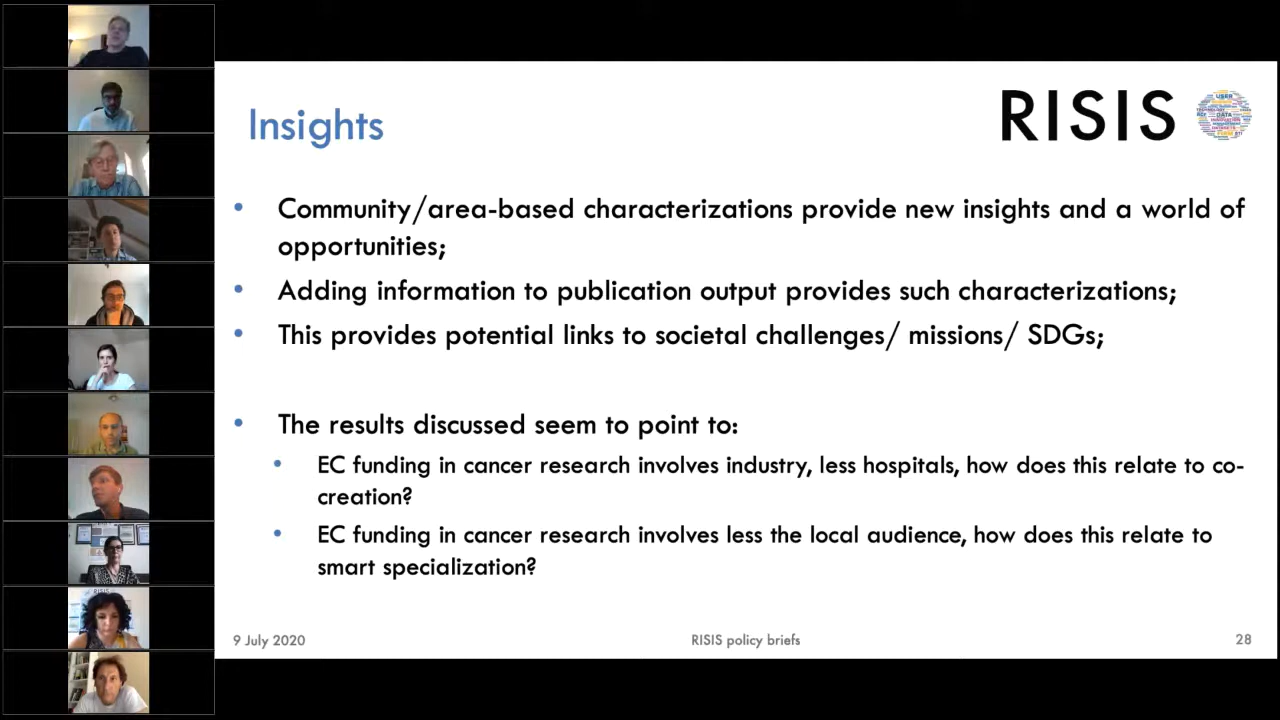 Insights
RISIS
USER
DATA
INNOVATION
DATASETS
• Community/area-based characterizations provide new insights and a world of
opportunities;
• Adding information to publication output provides such characterizations;
• This provides potential links to societal challenges/ missions/ SDGs;
• The results discussed seem to point to:
• EC funding in cancer research involves industry, less hospitals, how does this relate to co-
creation?
• EC funding in cancer research involves less the local audience, how does this relate to
smart specialization?
9 July 2020
RISIS policy briefs
28